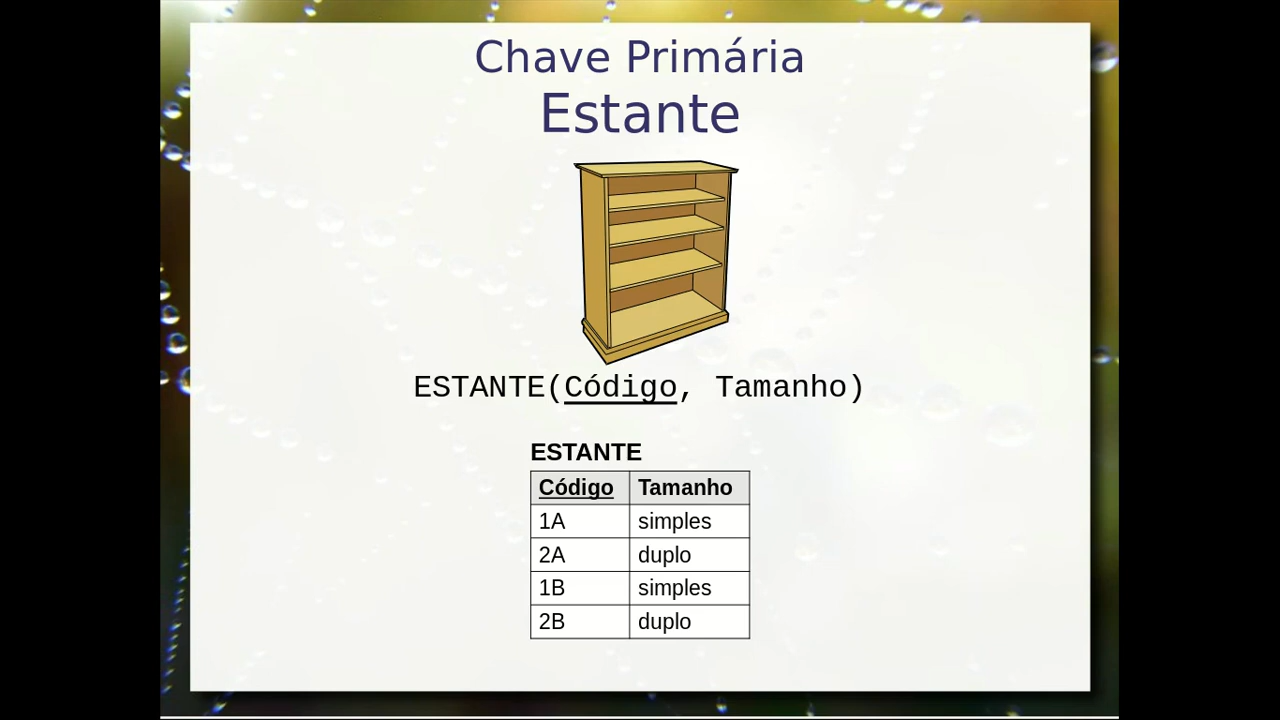 Chave Primária
Estante
ESTANTE(Código, Tamanho)
ESTANTE
Código Tamanho
1A simples
2A duplo
1B simples
2B duplo